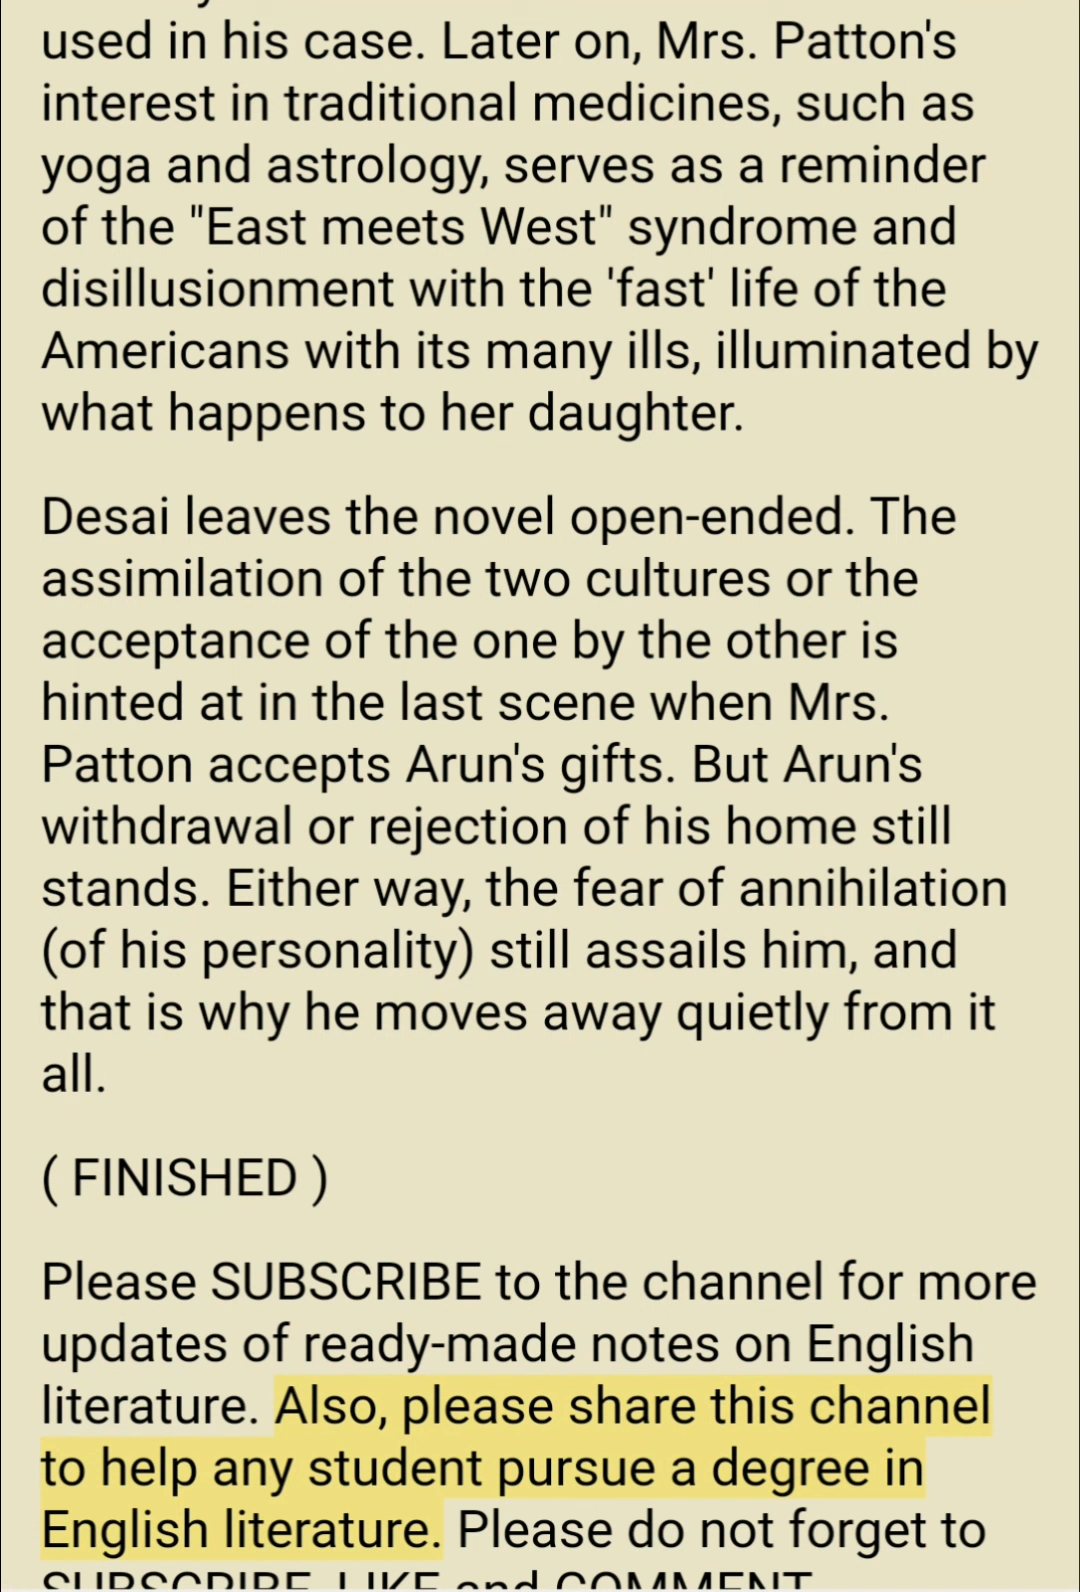 used in his case. Later on, Mrs. Patton's
interest in traditional medicines, such as
yoga and astrology, serves as a reminder
of the "East meets West" syndrome and
disillusionment with the 'fast' life of the
Americans with its many ills, illuminated by
what happens to her daughter.
Desai leaves the novel open-ended. The
assimilation of the two cultures or the
acceptance of the one by the other is
hinted at in the last scene when Mrs.
Patton accepts Arun's gifts. But Arun's
withdrawal or rejection of his home still
stands. Either way, the fear of annihilation
(of his personality) still assails him, and
that is why he moves away quietly from it
all.
( FINISHED )
Please SUBSCRIBE to the channel for more
updates of ready-made notes on English
literature. Also, please share this channel
to help any student pursue a degree in
English literature. Please do not forget to
SUBSCRIBE, LIKE and COMMENT